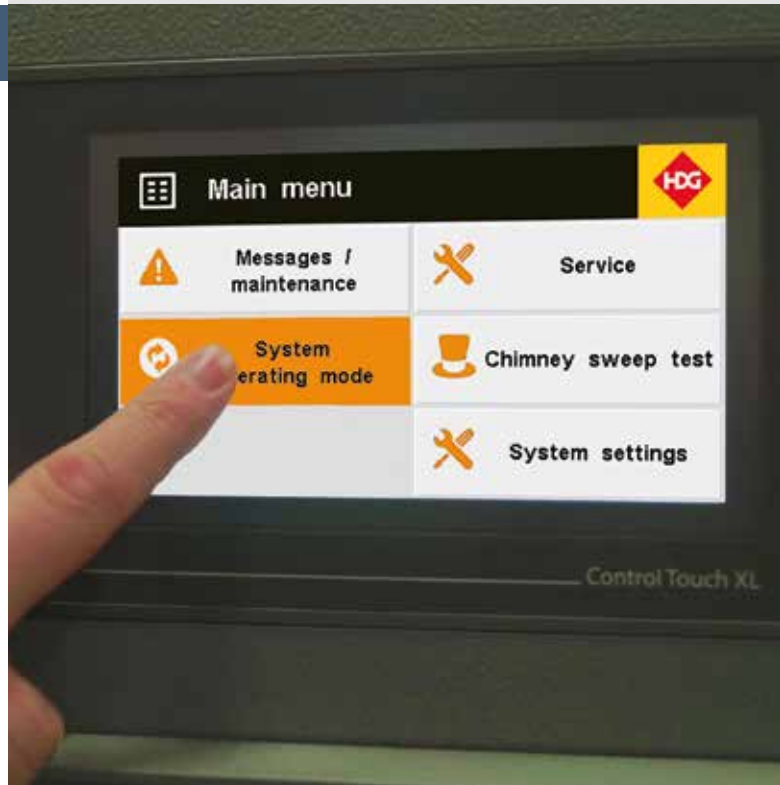 Main menu
HDG
Messages /
maintenance
Service
System
erating mode
Chimney sweep test
System settings
Control Touch XL